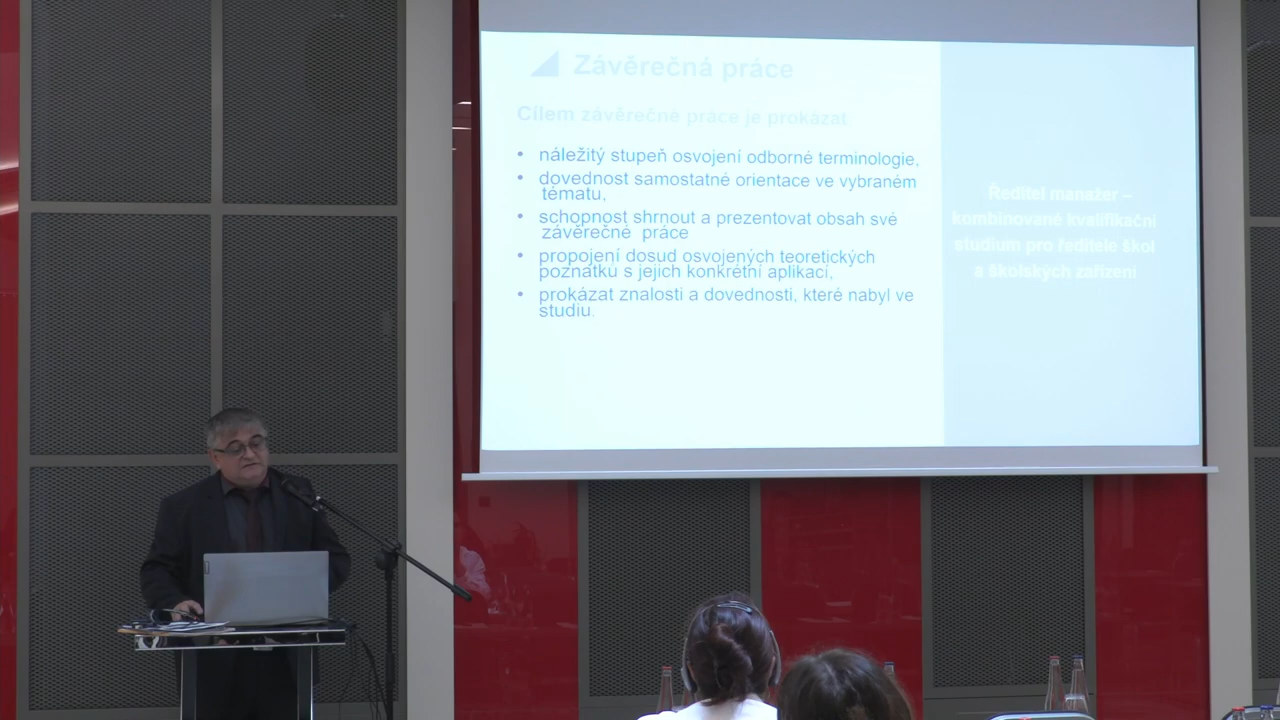 Závěrečná práce
Cílem závěrečné práce je prokázat
• náležitý stupeň osvojení odborné terminologie,
• dovednost samostatné orientace ve vybraném
tématu,
• schopnost shrnout a prezentovat obsah své
závěrečné práce
• propojení dosud osvojených teoretických
poznatků s jejich konkrétní aplikací,
• prokázat znalosti a dovednosti, které nabyl ve
studiu.
Ředitel manažer –
kombinované kvalifikační
studium pro ředitele škol
a školských zařízení